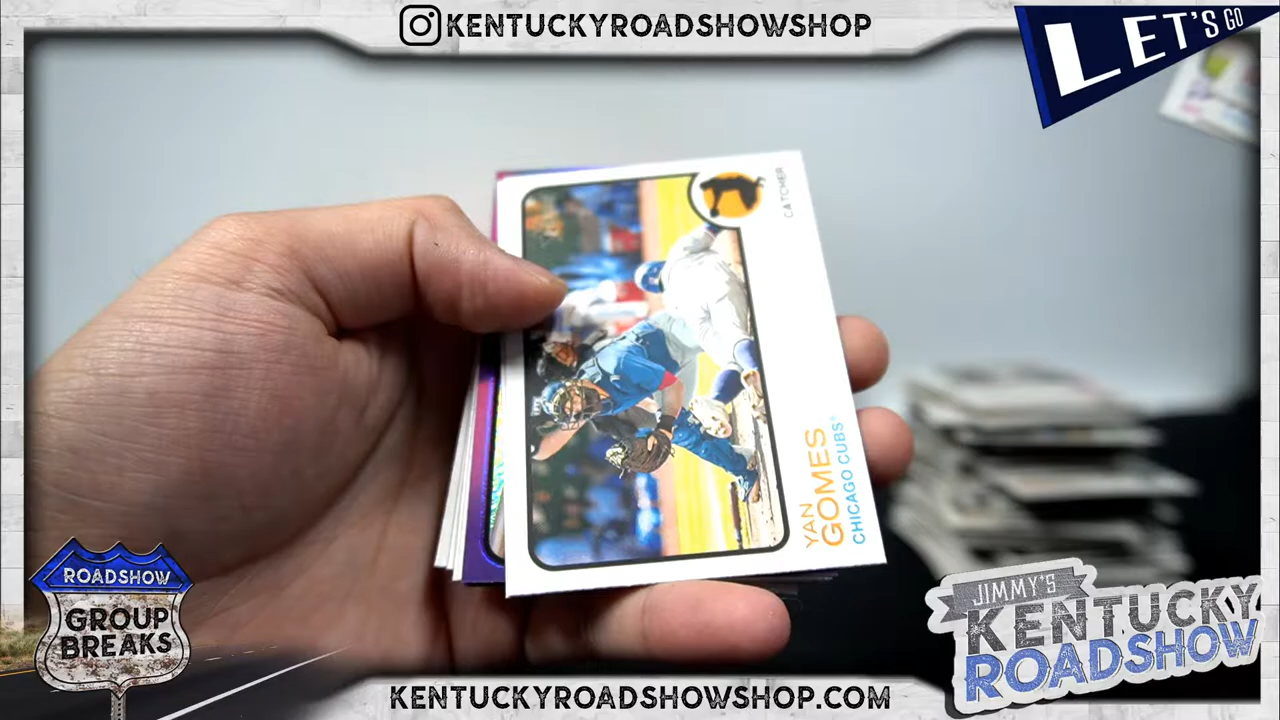 KENTUCKYROADSHOWSHOP
LET'S GO
CATCHER
YAN
GOMES
CHICAGO CUBS®
ROADSHOW
GROUP
BREAKS
JIMMY'S
KENTUCKY
ROADSHOW
KENTUCKYROADSHOWSHOP.COM